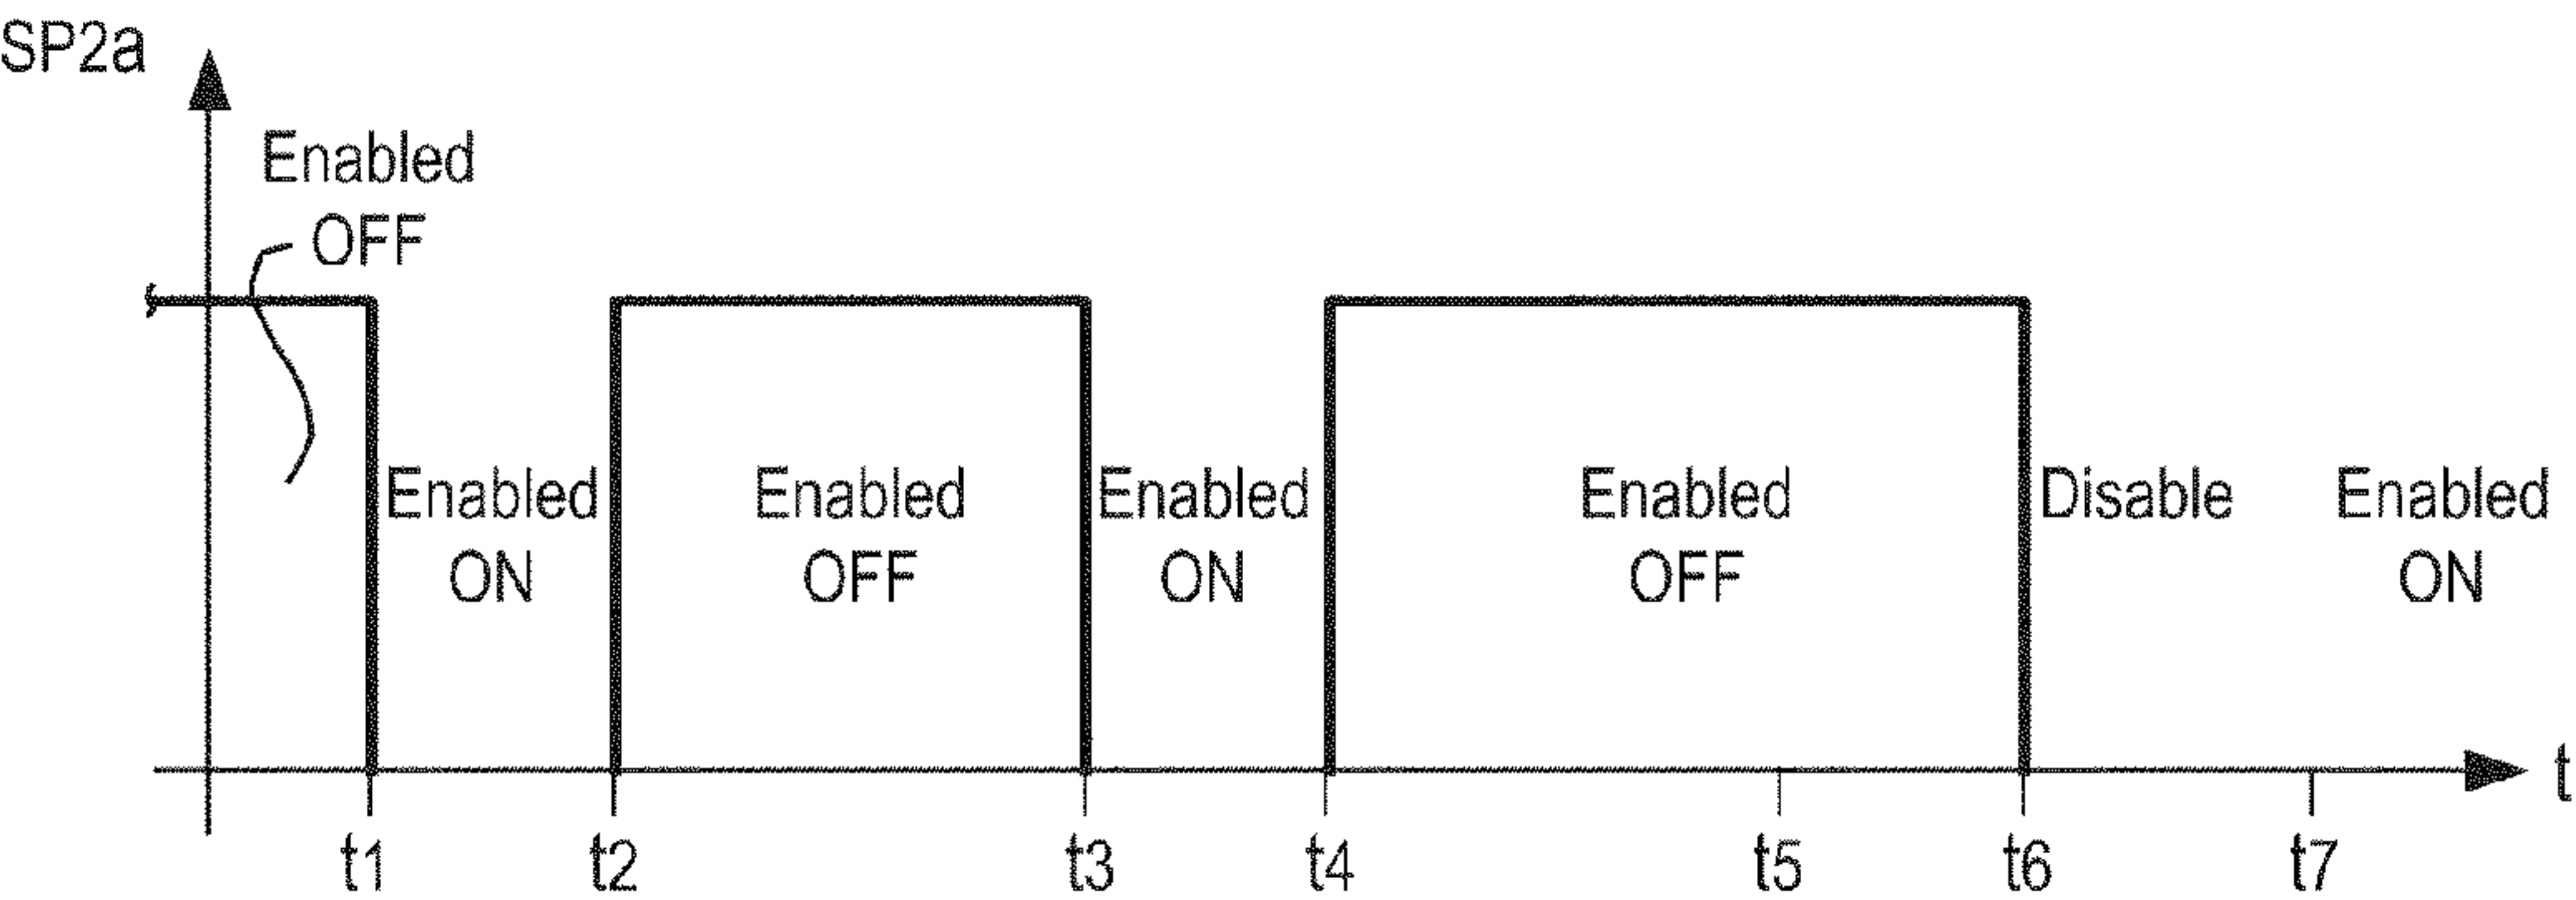 SP2a
Enabled
OFF
Enabled Enabled Enabled Enabled Disable Enabled
ON OFF ON OFF ON
t
t1 t2 t3 t4 t5 t6 t7